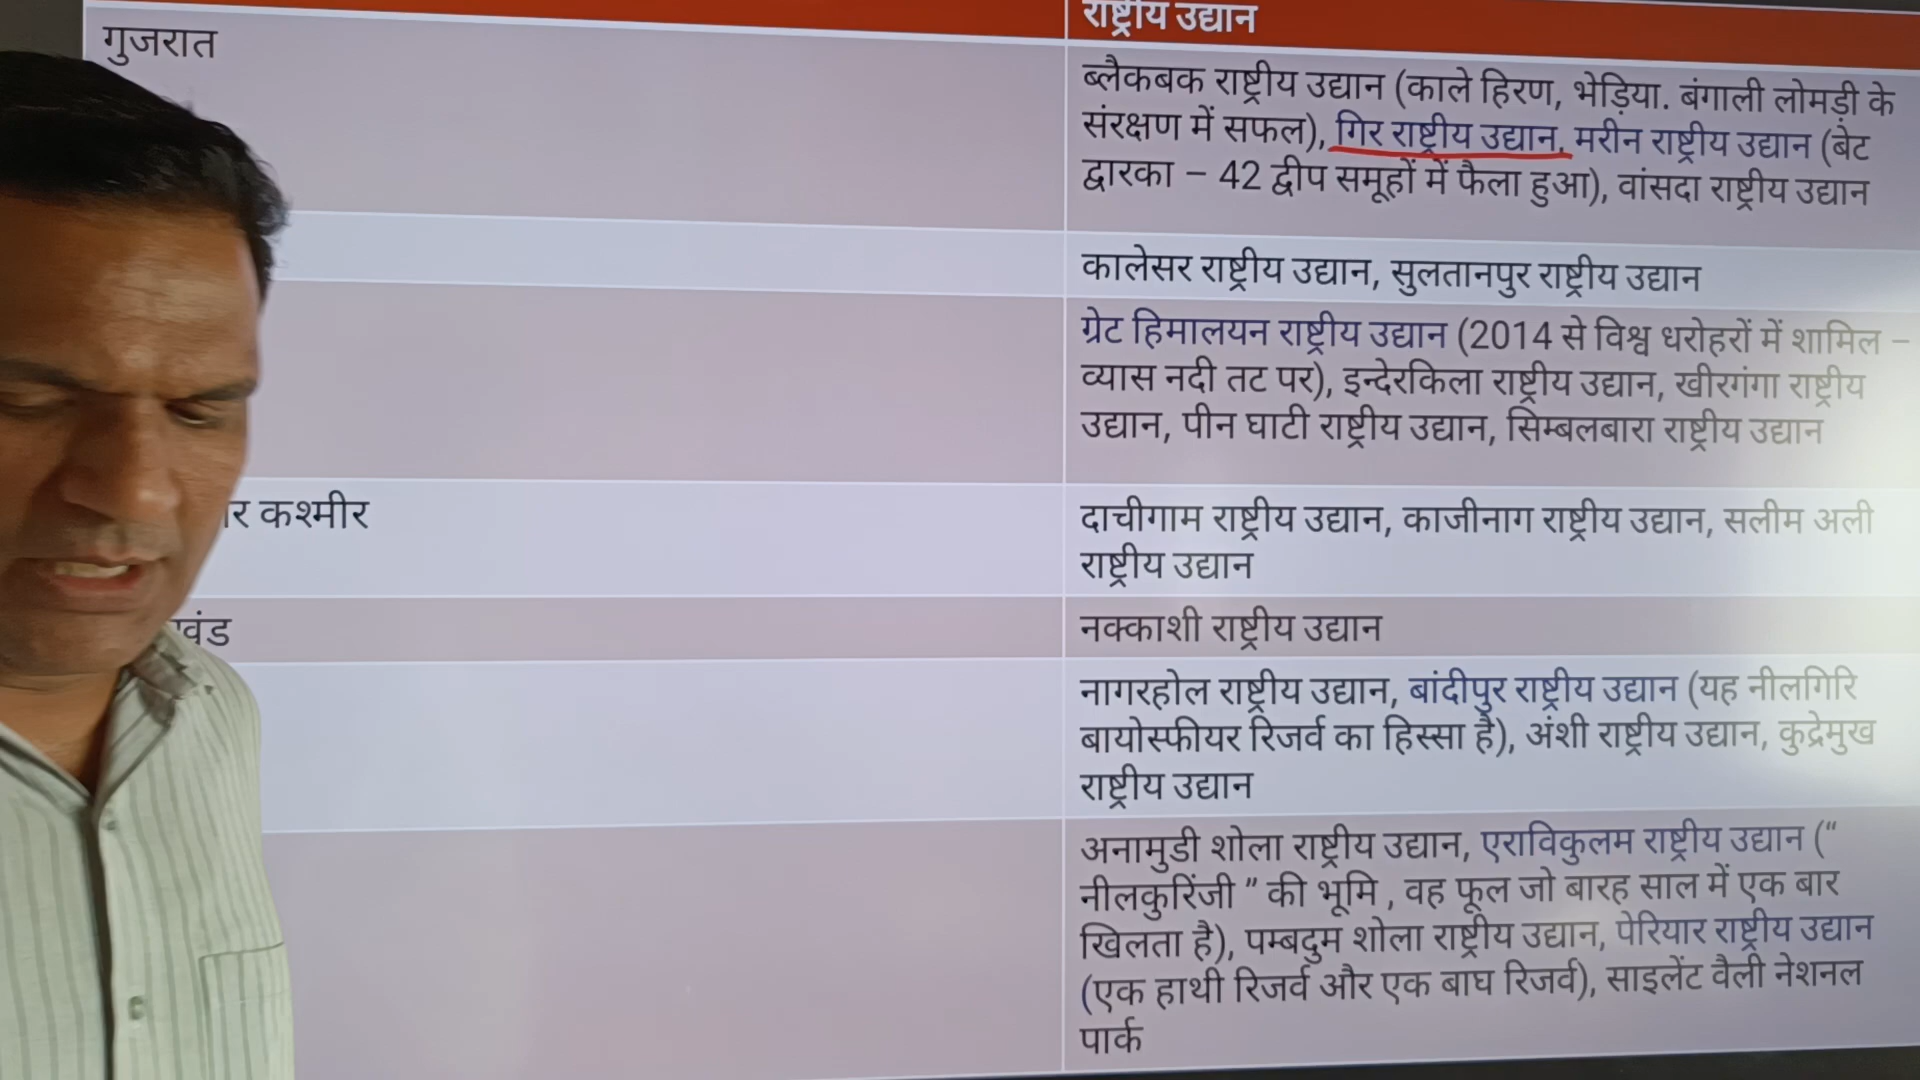 राष्ट्रीय उद्यान
गुजरात
ब्लैकबक राष्ट्रीय उद्यान (काले हिरण, भेड़िया. बंगाली लोमड़ी के
संरक्षण में सफल), गिर राष्ट्रीय उद्यान, मरीन राष्ट्रीय उद्यान (बेट
द्वारका – 42 द्वीप समूहों में फैला हुआ), वांसदा राष्ट्रीय उद्यान
कालेसर राष्ट्रीय उद्यान, सुलतानपुर राष्ट्रीय उद्यान
ग्रेट हिमालयन राष्ट्रीय उद्यान (2014 से विश्व धरोहरों में शामिल –
व्यास नदी तट पर), इन्देरकिला राष्ट्रीय उद्यान, खीरगंगा राष्ट्रीय
उद्यान, पीन घाटी राष्ट्रीय उद्यान, सिम्बलबारा राष्ट्रीय उद्यान
र कश्मीर
दाचीगाम राष्ट्रीय उद्यान, काजीनाग राष्ट्रीय उद्यान, सलीम अली
राष्ट्रीय उद्यान
खंड
नक्काशी राष्ट्रीय उद्यान
नागरहोल राष्ट्रीय उद्यान, बांदीपुर राष्ट्रीय उद्यान (यह नीलगिरि
बायोस्फीयर रिजर्व का हिस्सा है), अंशी राष्ट्रीय उद्यान, कुद्रेमुख
राष्ट्रीय उद्यान
अनामुडी शोला राष्ट्रीय उद्यान, एराविकुलम राष्ट्रीय उद्यान (“
नीलकुरिंजी ” की भूमि , वह फूल जो बारह साल में एक बार
खिलता है), पम्बदुम शोला राष्ट्रीय उद्यान, पेरियार राष्ट्रीय उद्यान
(एक हाथी रिजर्व और एक बाघ रिजर्व), साइलेंट वैली नेशनल
पार्क